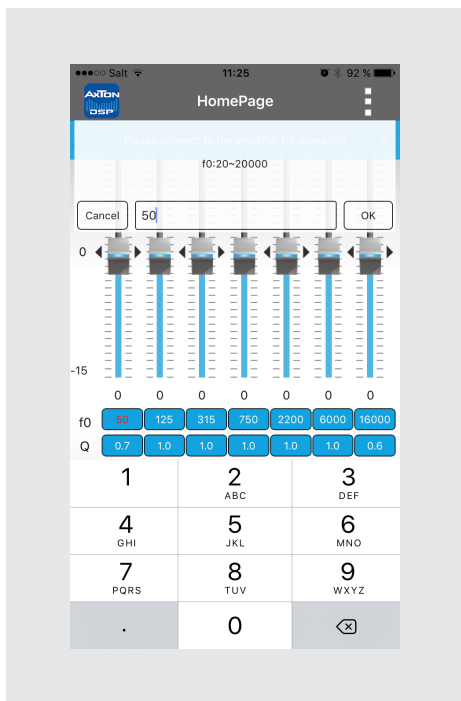 Salt 11:25 92 %
AXTON DSP HomePage
Please connect to the amplifier for operation!
f0:20~20000
Cancel 50 OK
0
-15
0 0 0 0 0 0 0
f0 50 125 315 750 2200 6000 16000
Q 0.7 1.0 1.0 1.0 1.0 1.0 0.6
1 2 3
ABC DEF
4 5 6
GHI JKL MNO
7 8 9
PQRS TUV WXYZ
. 0